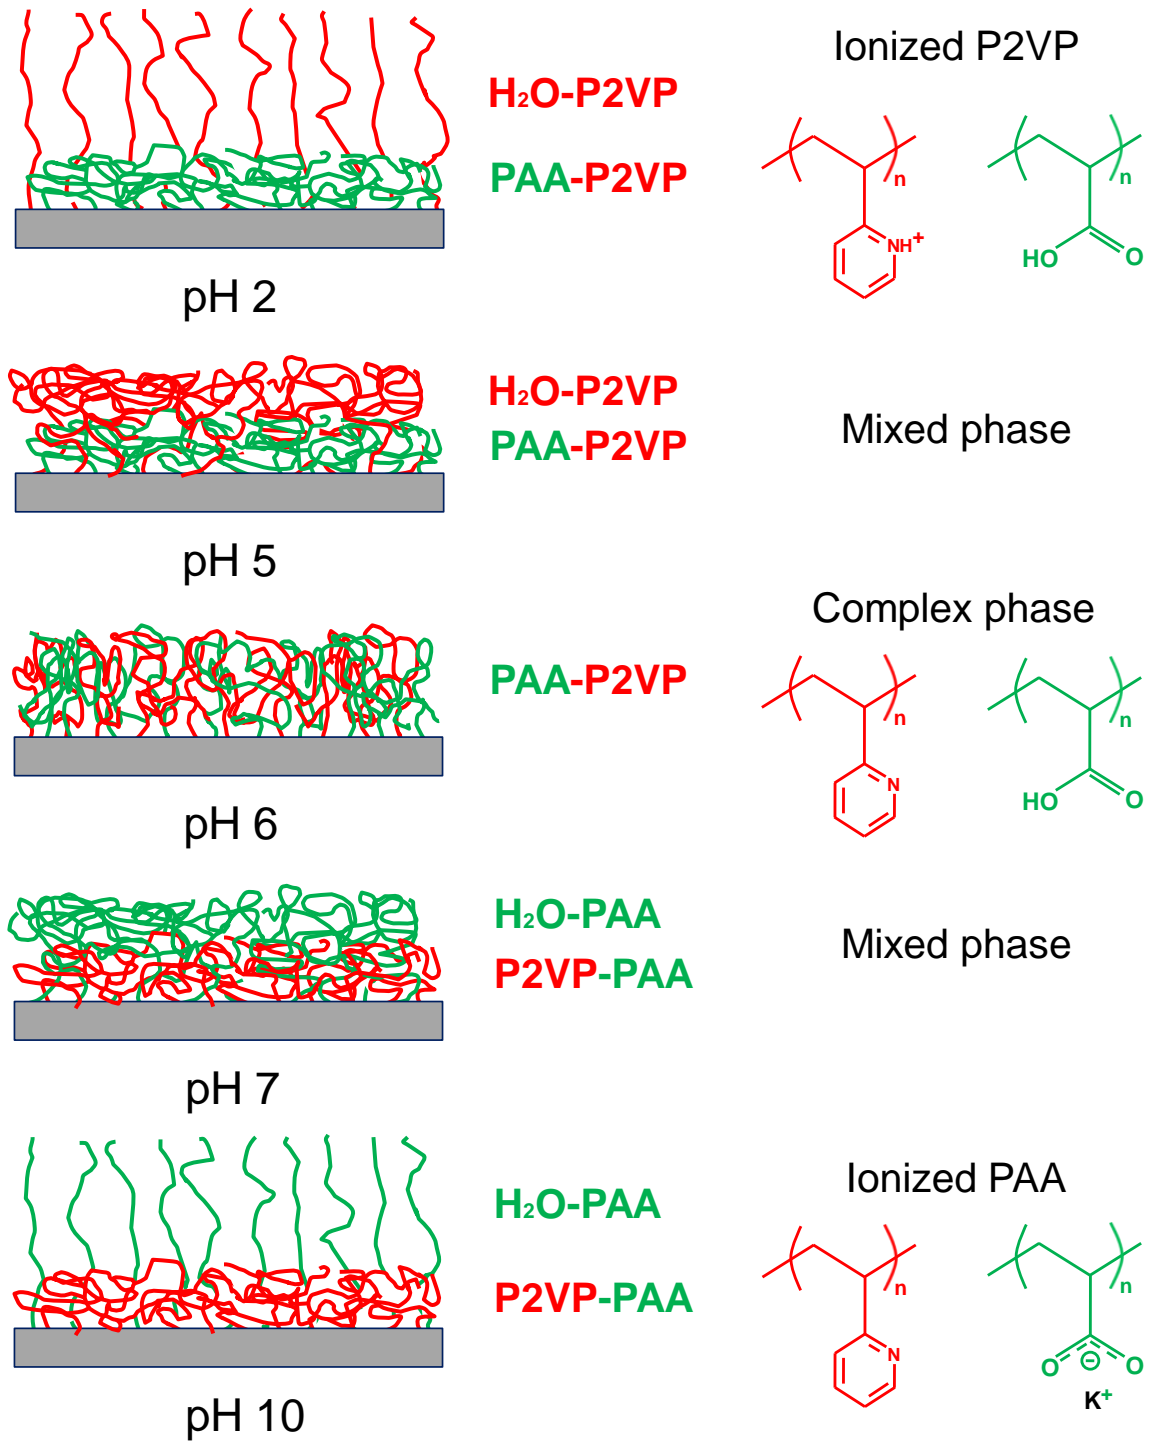 Ionized P2VP
H₂O-P2VP
PAA-P2VP
n
NH⁺
n
HO
O
pH 2
H₂O-P2VP
PAA-P2VP
Mixed phase
pH 5
Complex phase
PAA-P2VP
n
N
n
HO
O
pH 6
H₂O-PAA
P2VP-PAA
Mixed phase
pH 7
Ionized PAA
H₂O-PAA
P2VP-PAA
n
N
n
O
⊖
O
K⁺
pH 10